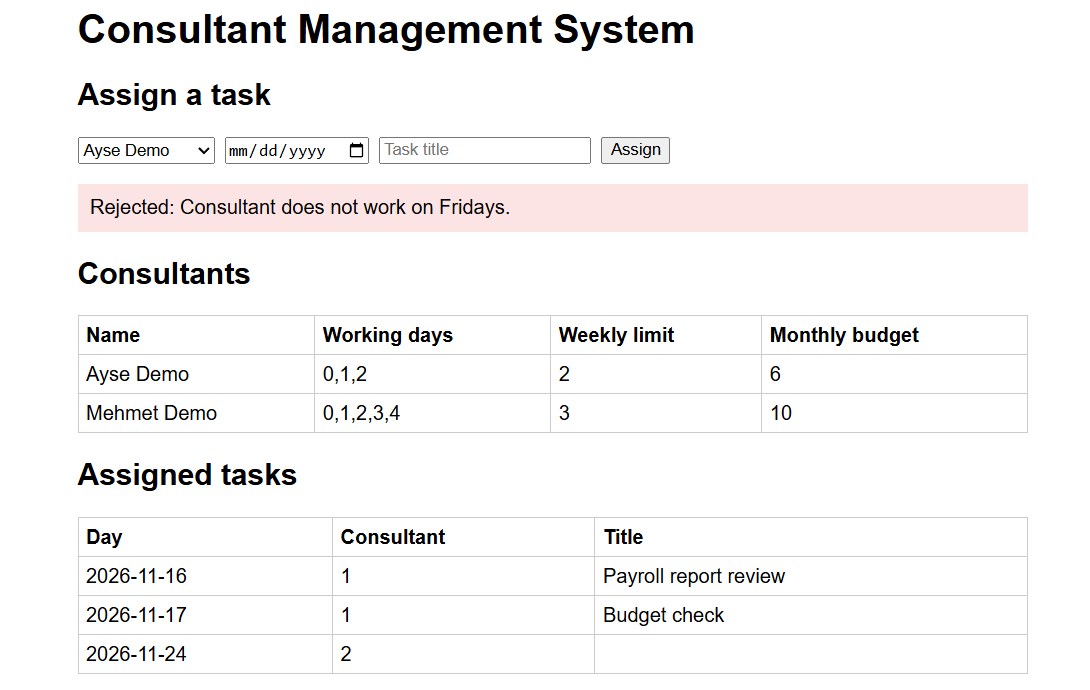 Consultant Management System
Assign a task
Ayse Demo mm/dd/yyyy Task title Assign
Rejected: Consultant does not work on Fridays.
Consultants
Name Working days Weekly limit Monthly budget
Ayse Demo 0,1,2 2 6
Mehmet Demo 0,1,2,3,4 3 10
Assigned tasks
Day Consultant Title
2026-11-16 1 Payroll report review
2026-11-17 1 Budget check
2026-11-24 2